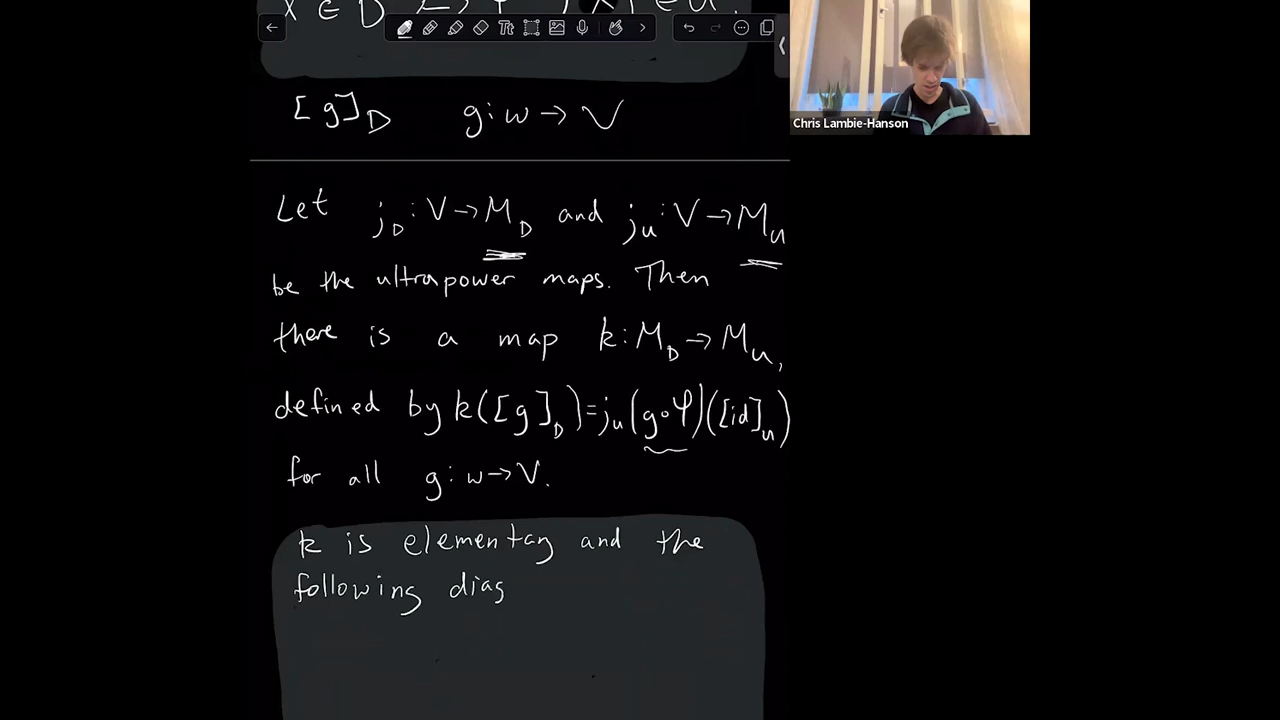 X ∈ D
[g]_D g: ω → V
Chris Lambie-Hanson
Let j_D: V → M_D and j_U: V → M_U
be the ultrapower maps. Then
there is a map k: M_D → M_U,
defined by k([g]_D) = j_U(g∘φ)([id]_U)
for all g: ω → V.
k is elementary and the
following diag